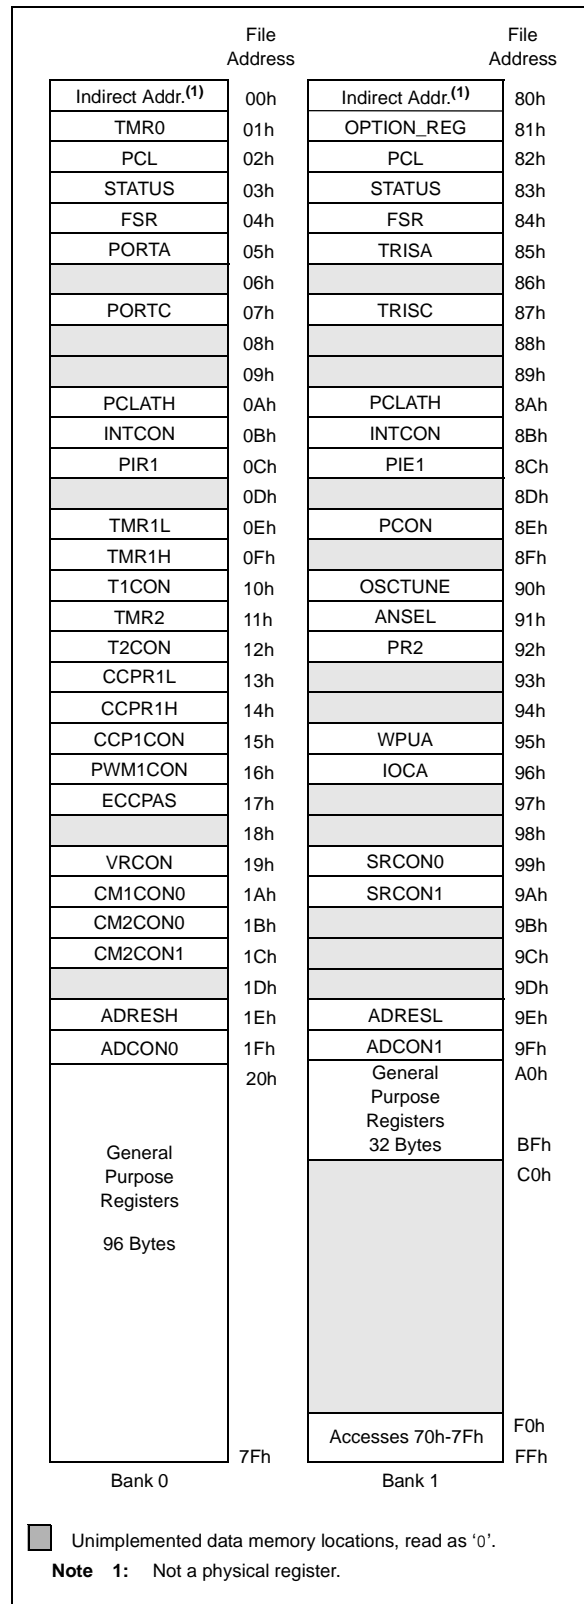 File Address File Address
Indirect Addr.(1) 00h Indirect Addr.(1) 80h
TMR0 01h OPTION_REG 81h
PCL 02h PCL 82h
STATUS 03h STATUS 83h
FSR 04h FSR 84h
PORTA 05h TRISA 85h
06h 86h
PORTC 07h TRISC 87h
08h 88h
09h 89h
PCLATH 0Ah PCLATH 8Ah
INTCON 0Bh INTCON 8Bh
PIR1 0Ch PIE1 8Ch
0Dh 8Dh
TMR1L 0Eh PCON 8Eh
TMR1H 0Fh 8Fh
T1CON 10h OSCTUNE 90h
TMR2 11h ANSEL 91h
T2CON 12h PR2 92h
CCPR1L 13h 93h
CCPR1H 14h 94h
CCP1CON 15h WPUA 95h
PWM1CON 16h IOCA 96h
ECCPAS 17h 97h
18h 98h
VRCON 19h SRCON0 99h
CM1CON0 1Ah SRCON1 9Ah
CM2CON0 1Bh 9Bh
CM2CON1 1Ch 9Ch
1Dh 9Dh
ADRESH 1Eh ADRESL 9Eh
ADCON0 1Fh ADCON1 9Fh
20h General A0h
Purpose
Registers
32 Bytes BFh
General
Purpose C0h
Registers
96 Bytes
Accesses 70h-7Fh F0h
7Fh FFh
Bank 0 Bank 1
Unimplemented data memory locations, read as ‘0’.
Note 1: Not a physical register.